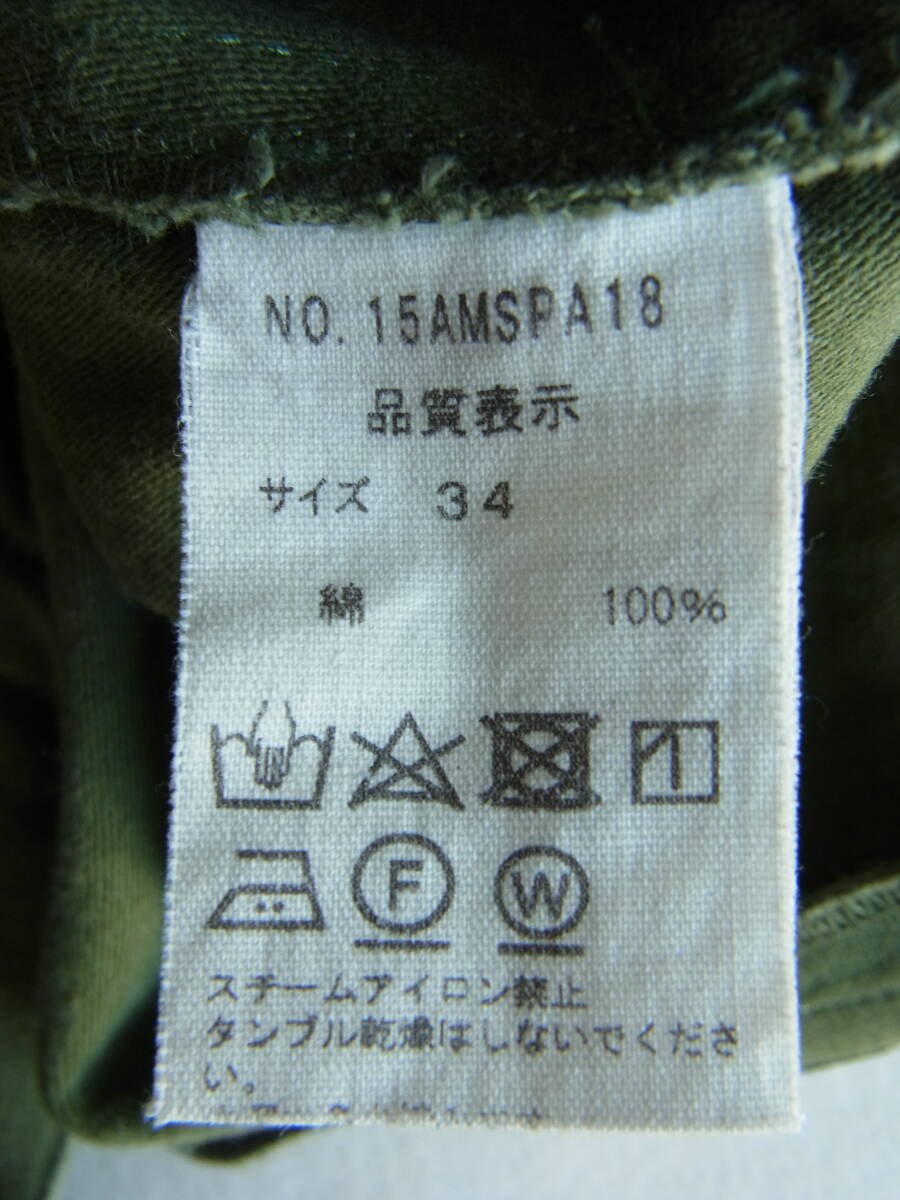 NO. 15AMSPA18
品質表示
サイズ 34
綿 100%
F W
スチームアイロン禁止
タンブル乾燥はしないでくださ
い。